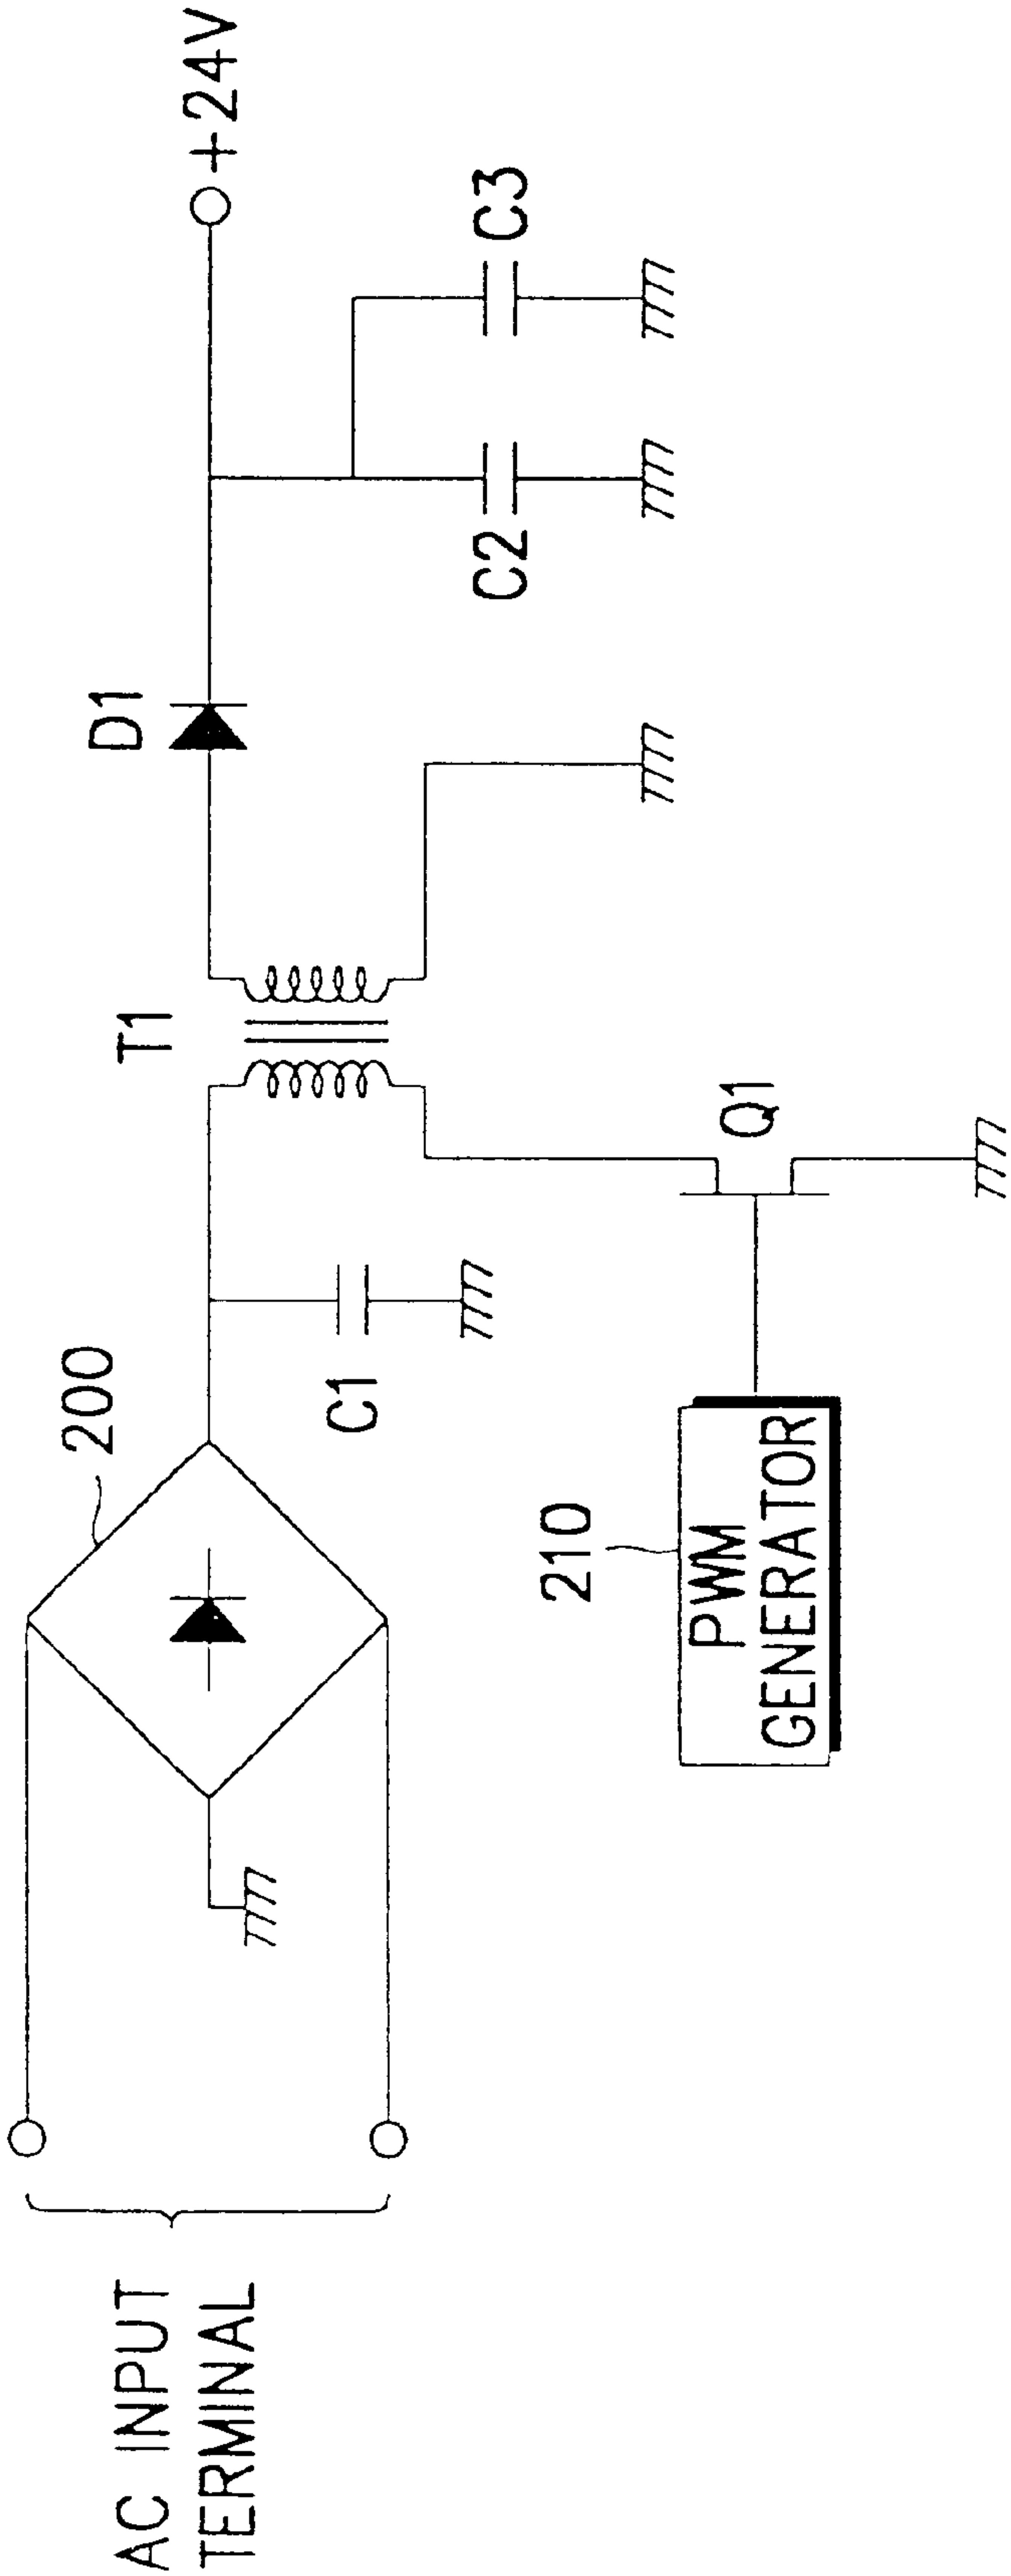 AC INPUT
TERMINAL
200
C1
T1
D1
+24V
C2
C3
210
PWM
GENERATOR
Q1